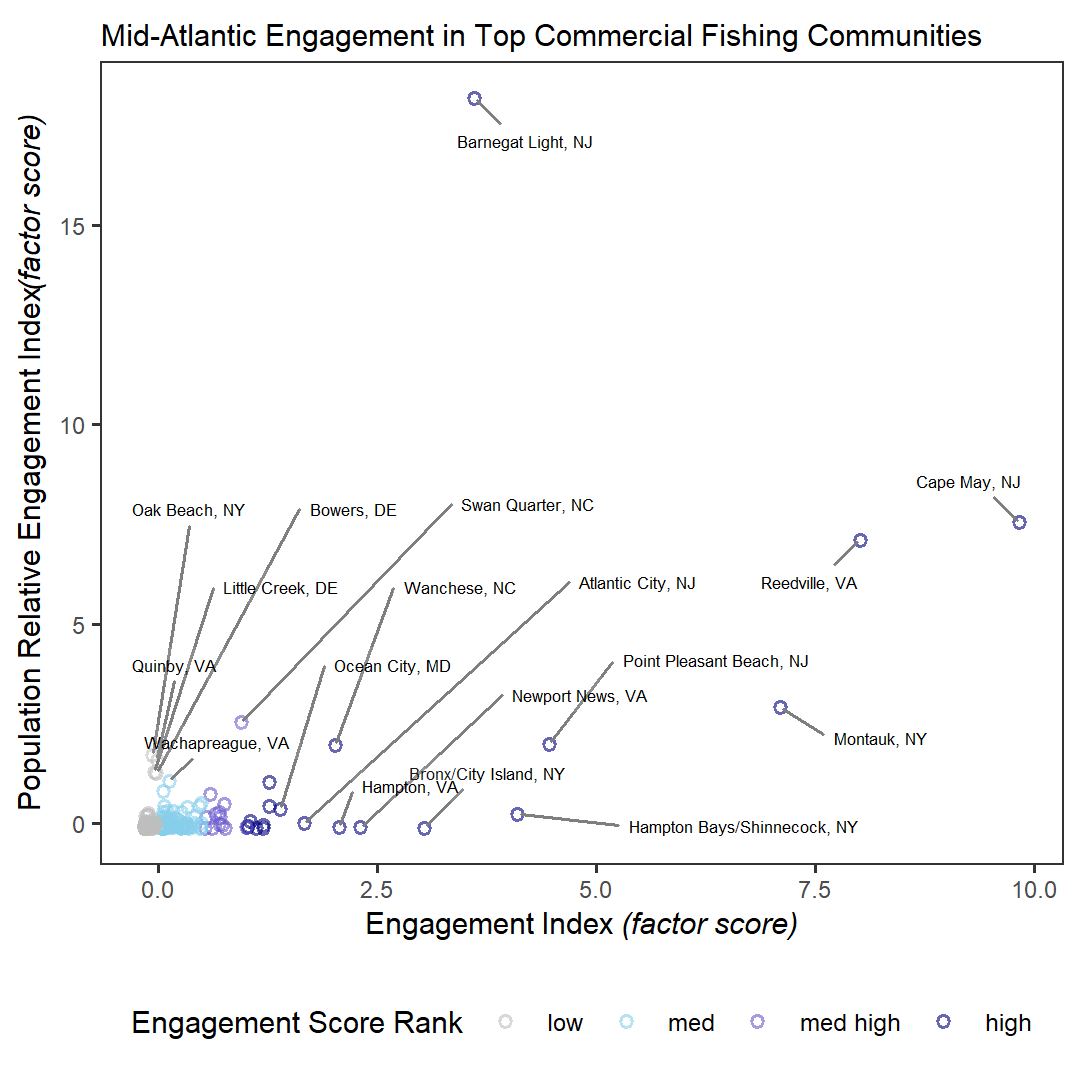 Mid-Atlantic Engagement in Top Commercial Fishing Communities
Population Relative Engagement Index(factor score)
15
10
5
0
Barnegat Light, NJ
Cape May, NJ
Oak Beach, NY
Bowers, DE
Swan Quarter, NC
Little Creek, DE
Wanchese, NC
Atlantic City, NJ
Reedville, VA
Quinby, VA
Ocean City, MD
Point Pleasant Beach, NJ
Newport News, VA
Wachapreague, VA
Montauk, NY
Bronx/City Island, NY
Hampton, VA
Hampton Bays/Shinnecock, NY
0.0
2.5
5.0
7.5
10.0
Engagement Index (factor score)
Engagement Score Rank
low
med
med high
high